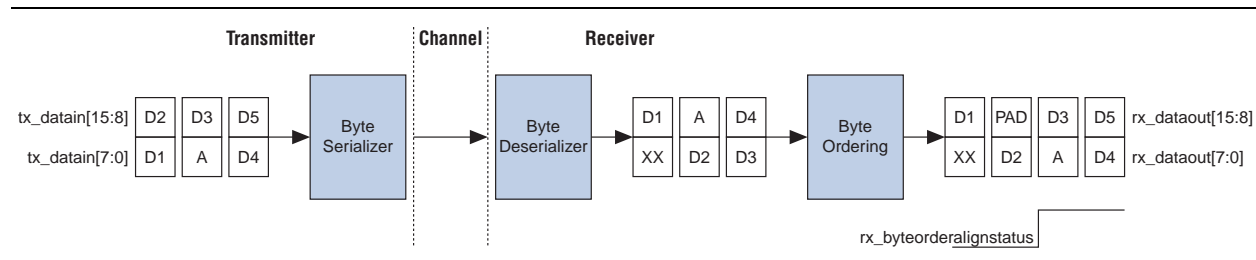 Transmitter Channel Receiver
tx_datain[15:8] D2 D3 D5
tx_datain[7:0] D1 A D4
Byte
Serializer
Byte
Deserializer
D1 A D4
XX D2 D3
Byte
Ordering
D1 PAD D3 D5 rx_dataout[15:8]
XX D2 A D4 rx_dataout[7:0]
rx_byteorderalignstatus